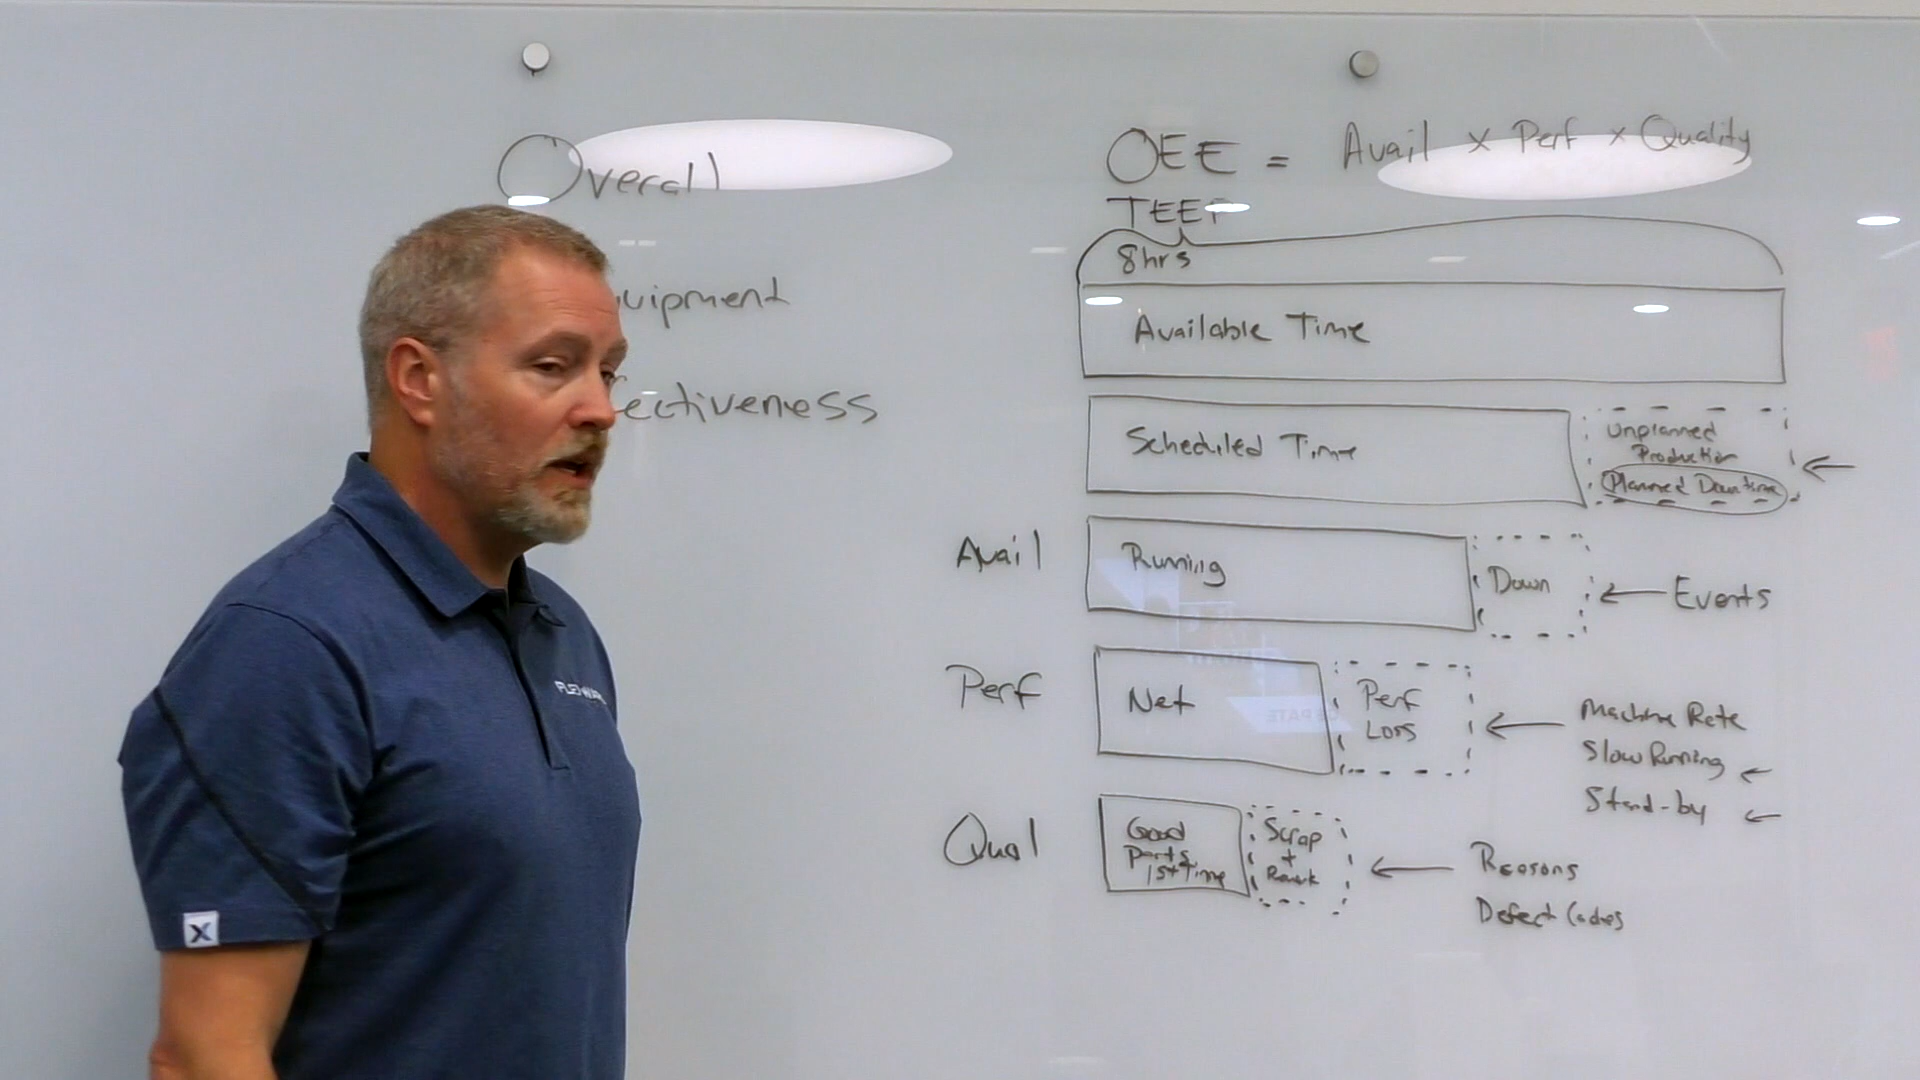 Overall
uipment
ectiveness
OEE = Avail x Perf x Quality
TEEP
8hrs
Available Time
Scheduled Time
Unplanned
Production
Planned Downtime
Avail
Running
Down
Events
Perf
Net
Perf
Loss
Machine Rate
Slow Running
Stand-by
Qual
Good
Parts
1st Time
Scrap
+
Rework
Reasons
Defect Codes
X